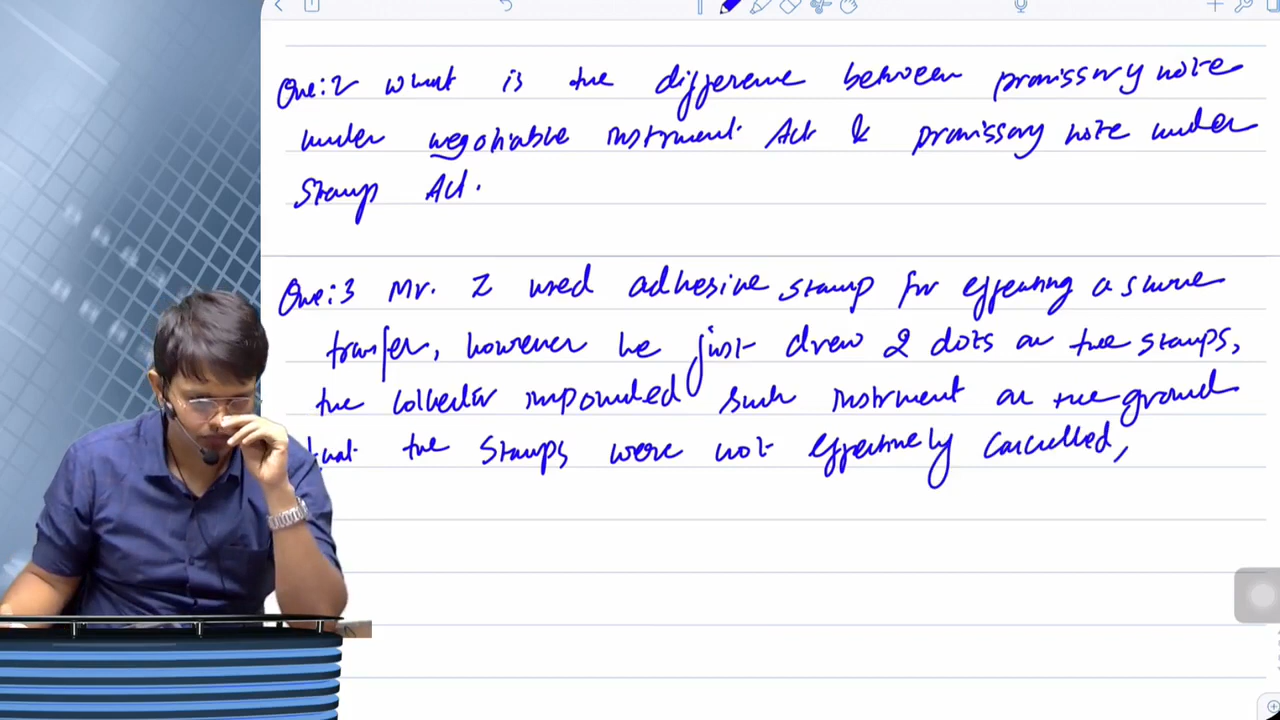 Que:2 What is the difference between promissory note
under negotiable instrument Act & promissory note under
Stamp Act.
Que:3 Mr. Z used adhesive stamp for effecting a share
transfer, however he just drew 2 dots on the stamps,
the collector impounded such instrument on the ground
that the stamps were not effectively cancelled,